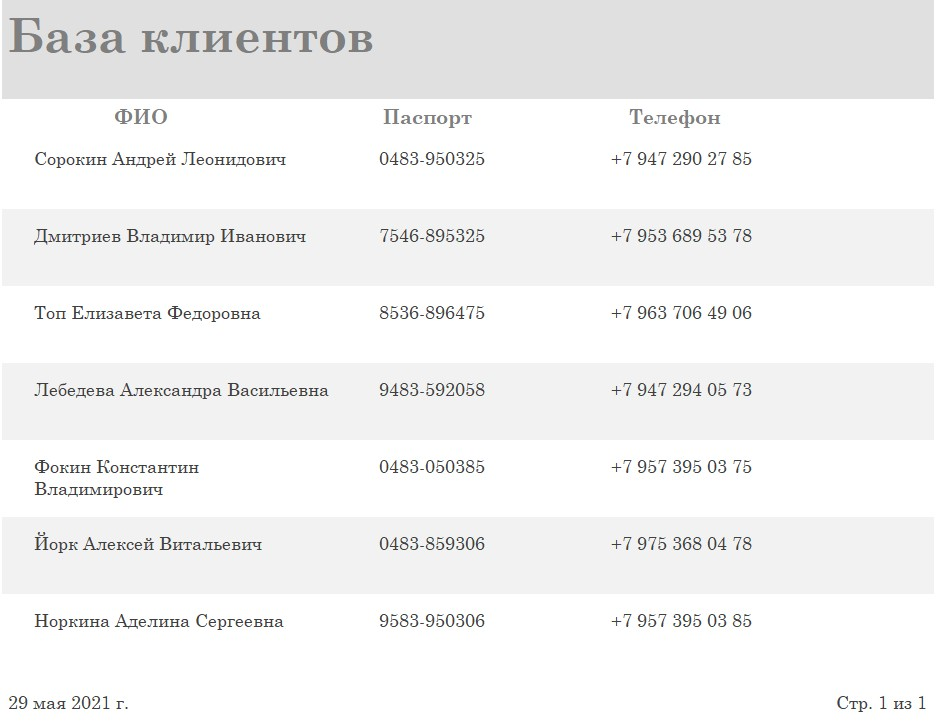 База клиентов
ФИО Паспорт Телефон
Сорокин Андрей Леонидович 0483-950325 +7 947 290 27 85
Дмитриев Владимир Иванович 7546-895325 +7 953 689 53 78
Топ Елизавета Федоровна 8536-896475 +7 963 706 49 06
Лебедева Александра Васильевна 9483-592058 +7 947 294 05 73
Фокин Константин 0483-050385 +7 957 395 03 75
Владимирович
Йорк Алексей Витальевич 0483-859306 +7 975 368 04 78
Норкина Аделина Сергеевна 9583-950306 +7 957 395 03 85
29 мая 2021 г. Стр. 1 из 1